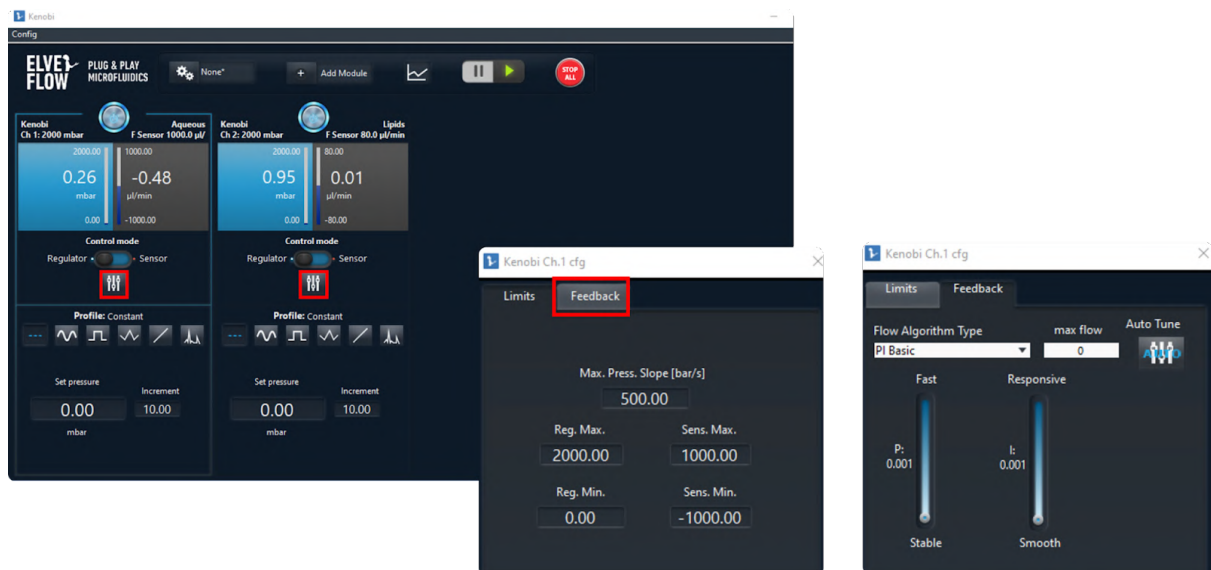 Kenobi
Config
ELVEFLOW PLUG & PLAY MICROFLUIDICS
None*
+ Add Module
STOP ALL
Kenobi Aqueous
Ch 1: 2000 mbar F Sensor 1000.0 µl/
2000.00 1000.00
0.26 -0.48
mbar µl/min
0.00 -1000.00
Control mode
Regulator Sensor
Profile: Constant
Set pressure Increment
0.00 10.00
mbar
Kenobi Lipids
Ch 2: 2000 mbar F Sensor 80.0 µl/min
2000.00 80.00
0.95 0.01
mbar µl/min
0.00 -80.00
Control mode
Regulator Sensor
Profile: Constant
Set pressure Increment
0.00 10.00
mbar
Kenobi Ch.1 cfg
Limits Feedback
Max. Press. Slope [bar/s]
500.00
Reg. Max. Sens. Max.
2000.00 1000.00
Reg. Min. Sens. Min.
0.00 -1000.00
Kenobi Ch.1 cfg
Limits Feedback
Flow Algorithm Type max flow Auto Tune
PI Basic 0 AUTO
Fast Responsive
P: I:
0.001 0.001
Stable Smooth